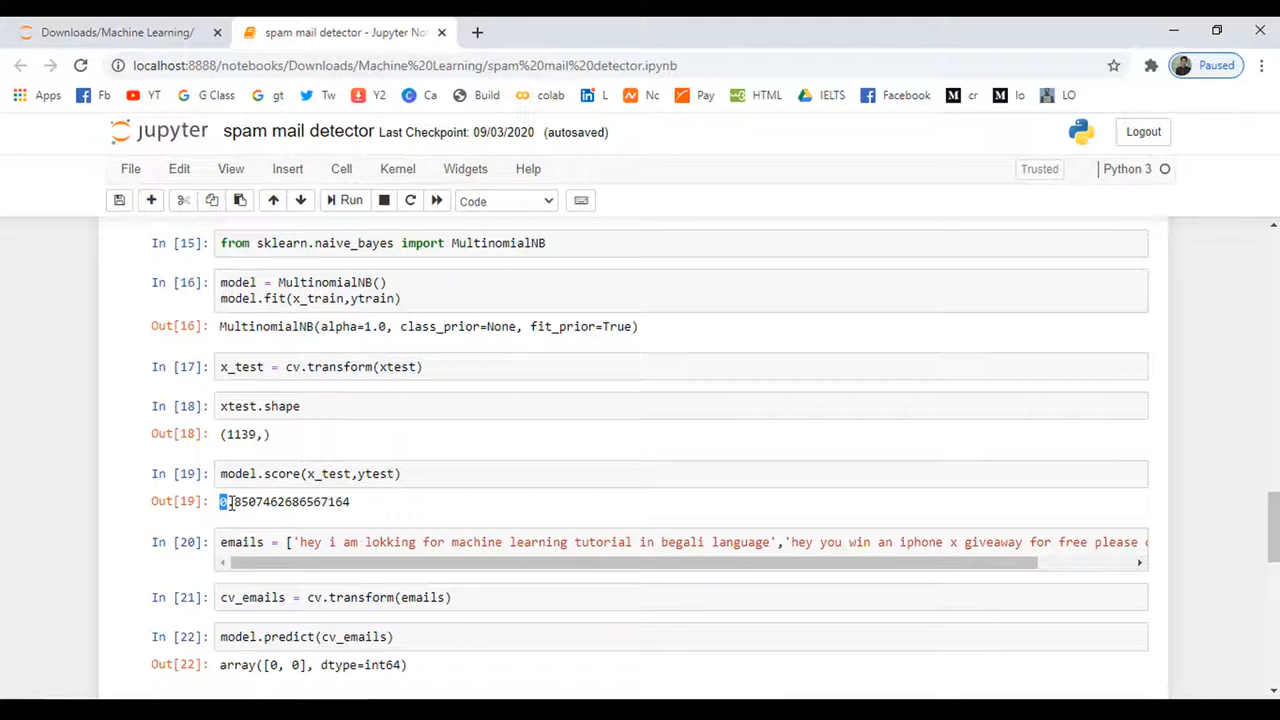 Downloads/Machine Learning/
spam mail detector - Jupyter Not
localhost:8888/notebooks/Downloads/Machine%20Learning/spam%20mail%20detector.ipynb
Paused
Apps Fb YT G Class gt Tw Y2 Ca Build colab L Nc Pay HTML IELTS Facebook cr Io LO
jupyter spam mail detector Last Checkpoint: 09/03/2020 (autosaved)
Logout
File Edit View Insert Cell Kernel Widgets Help
Trusted
Python 3
Run
Code
In [15]: from sklearn.naive_bayes import MultinomialNB
In [16]: model = MultinomialNB()
model.fit(x_train,ytrain)
Out[16]: MultinomialNB(alpha=1.0, class_prior=None, fit_prior=True)
In [17]: x_test = cv.transform(xtest)
In [18]: xtest.shape
Out[18]: (1139,)
In [19]: model.score(x_test,ytest)
Out[19]: 8507462686567164
In [20]: emails = ['hey i am lokking for machine learning tutorial in begali language','hey you win an iphone x giveaway for free please
In [21]: cv_emails = cv.transform(emails)
In [22]: model.predict(cv_emails)
Out[22]: array([0, 0], dtype=int64)